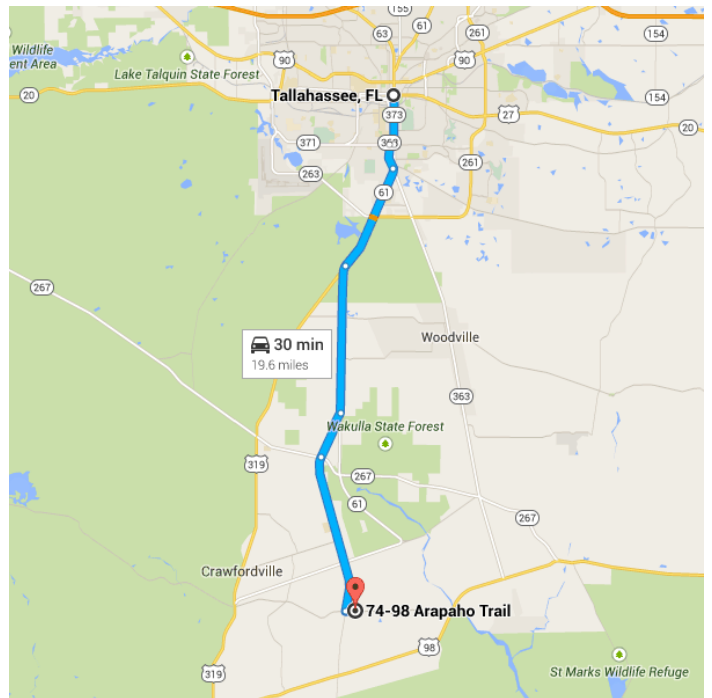 155
63
61
261
154
Wildlife
ent Area
90
90
Lake Talquin State Forest
Tallahassee, FL
154
20
373
27
20
371
363
263
261
61
267
30 min
19.6 miles
Woodville
363
Wakulla State Forest
319
267
61
267
Crawfordville
74-98 Arapaho Trail
98
319
St Marks Wildlife Refuge